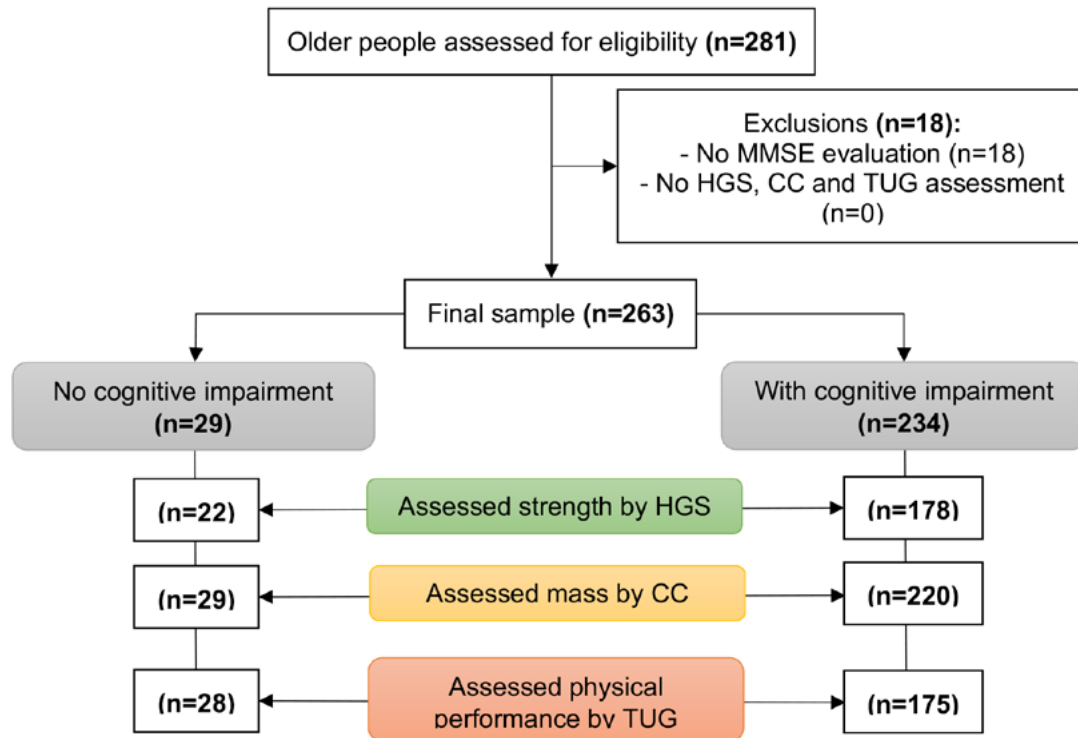 Older people assessed for eligibility (n=281)
Exclusions (n=18):
- No MMSE evaluation (n=18)
- No HGS, CC and TUG assessment
(n=0)
Final sample (n=263)
No cognitive impairment
(n=29)
With cognitive impairment
(n=234)
(n=22)
Assessed strength by HGS
(n=178)
(n=29)
Assessed mass by CC
(n=220)
(n=28)
Assessed physical
performance by TUG
(n=175)